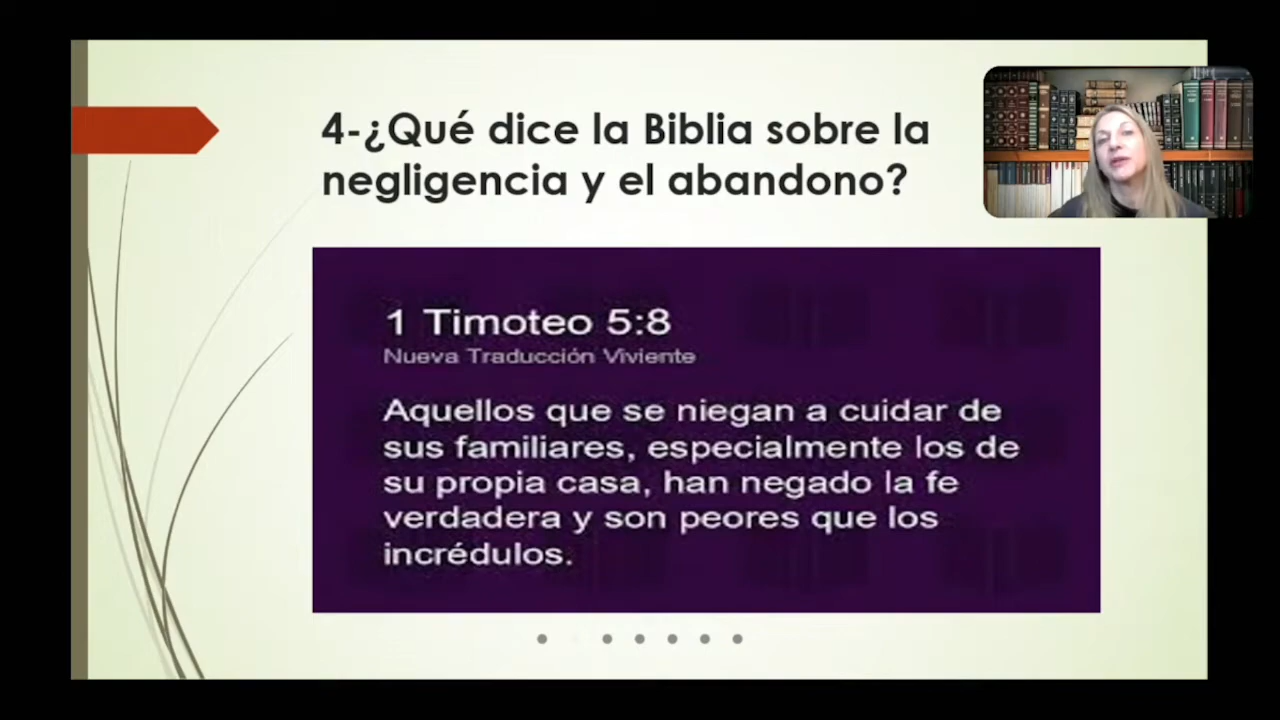 4-¿Qué dice la Biblia sobre la
negligencia y el abandono?
1 Timoteo 5:8
Nueva Traducción Viviente
Aquellos que se niegan a cuidar de
sus familiares, especialmente los de
su propia casa, han negado la fe
verdadera y son peores que los
incrédulos.